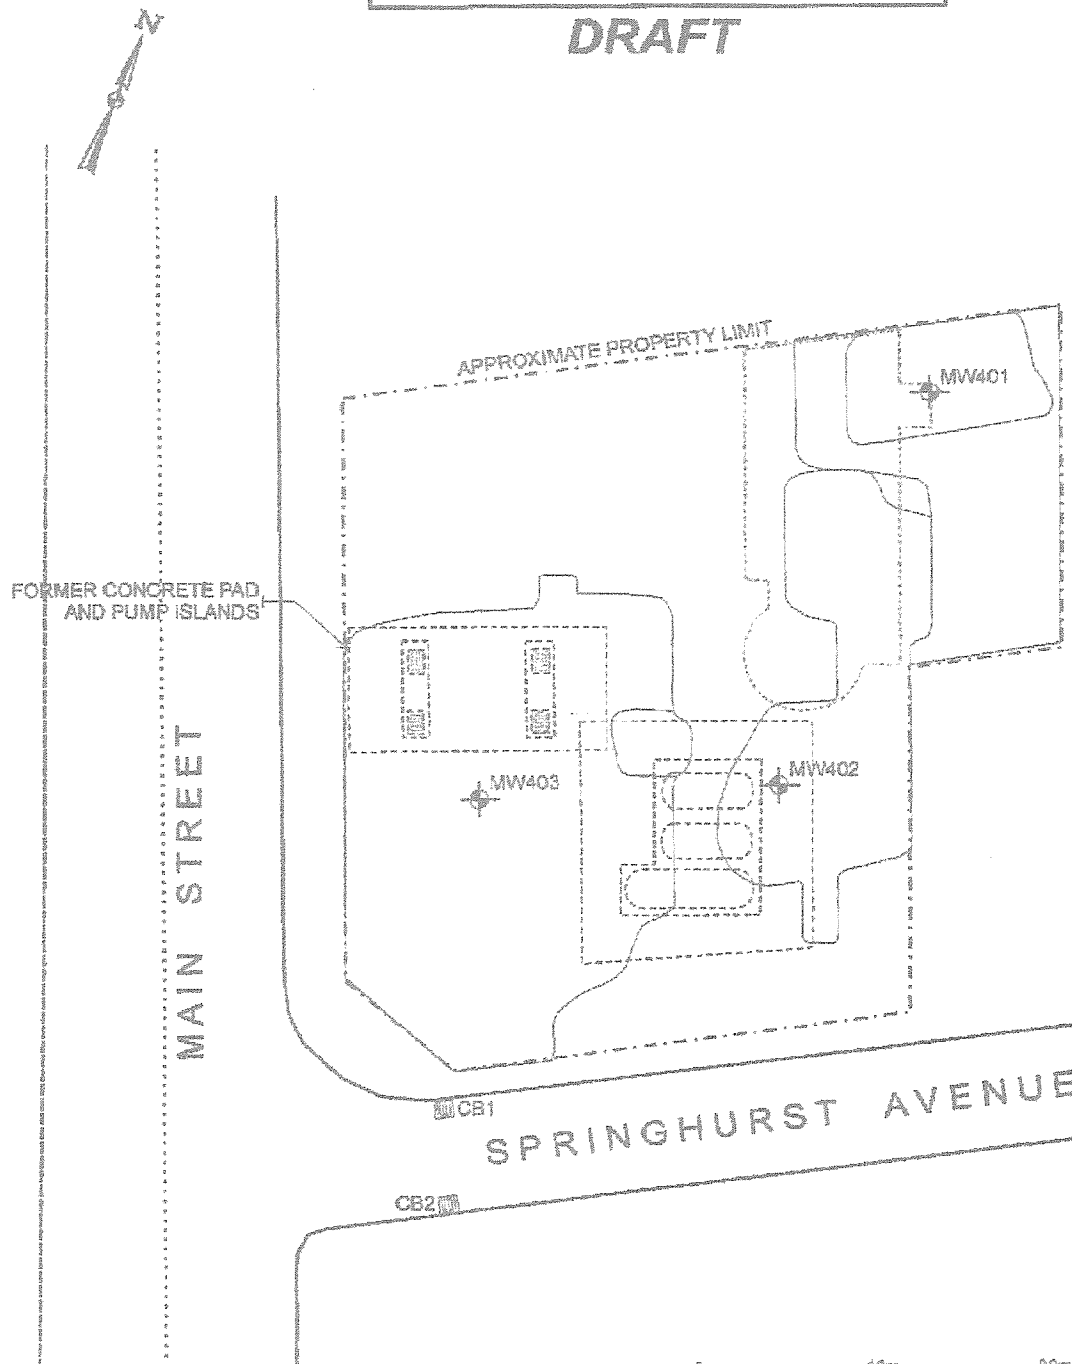 DRAFT
N
APPROXIMATE PROPERTY LIMIT
MW401
FORMER CONCRETE PAD
AND PUMP ISLANDS
MW403
MW402
MAIN STREET
CB1
SPRINGHURST AVENUE
CB2